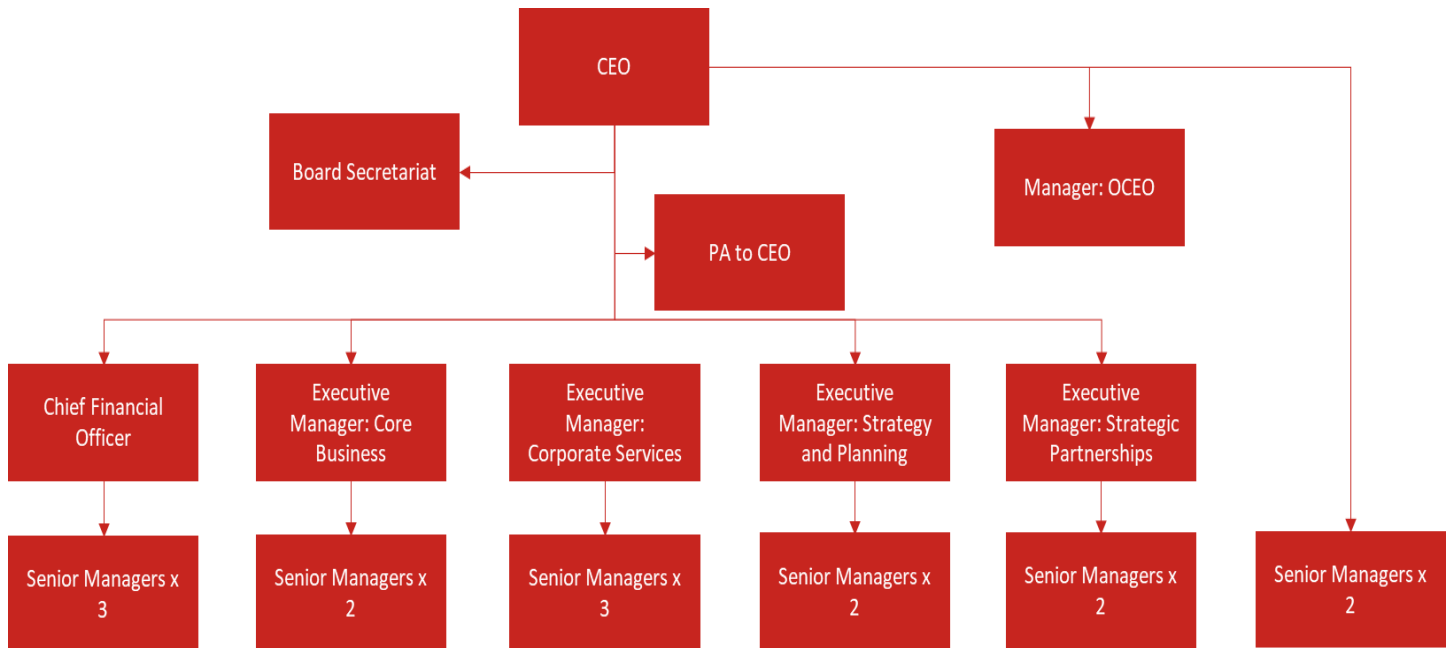 CEO
Board Secretariat
Manager: OCEO
PA to CEO
Chief Financial
Officer
Executive
Manager: Core
Business
Executive
Manager:
Corporate Services
Executive
Manager: Strategy
and Planning
Executive
Manager: Strategic
Partnerships
Senior Managers x
3
Senior Managers x
2
Senior Managers x
3
Senior Managers x
2
Senior Managers x
2
Senior Managers x
2